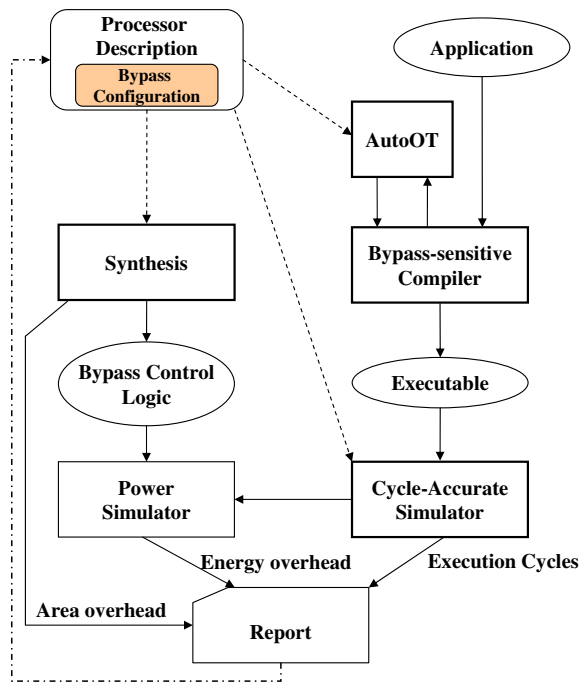 Processor
Description
Bypass
Configuration
Application
AutoOT
Synthesis
Bypass-sensitive
Compiler
Bypass Control
Logic
Executable
Power
Simulator
Cycle-Accurate
Simulator
Energy overhead
Execution Cycles
Area overhead
Report